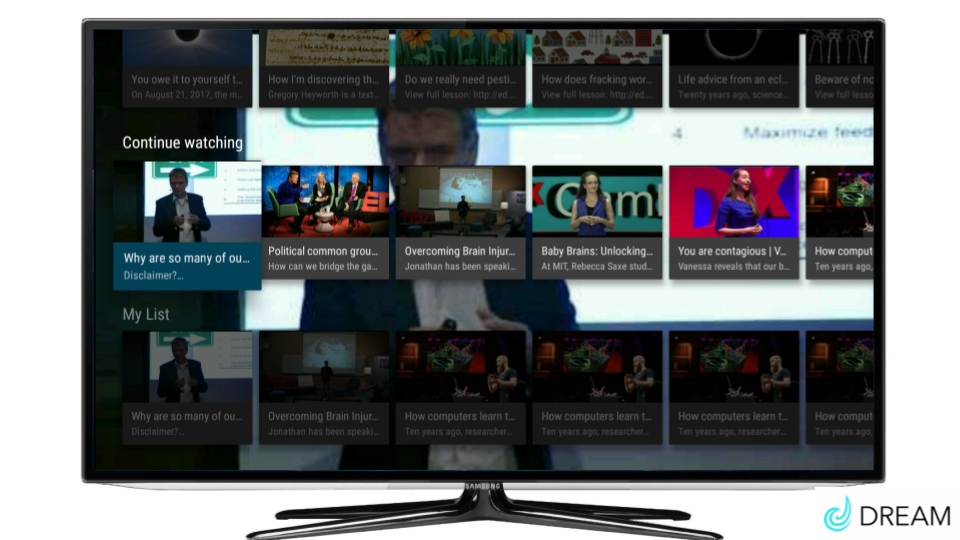 You owe it to yourself t...
On August 21, 2017, the m...
How I'm discovering th...
Gregory Heyworth is a text...
Do we really need pesti...
View full lesson: http://ed....
How does fracking wor...
View full lesson: http://ed....
Life advice from an ecl...
Twenty years ago, science...
Beware of nc
View full less
4.
Maximize feed
Continue watching
Why are so many of ou...
Disclaimer?...
Political common grou...
How can we bridge the ga...
Overcoming Brain Injur...
Jonathan has been speaki...
Baby Brains: Unlocking...
At MIT, Rebecca Saxe stud...
You are contagious | V...
Vanessa reveals that our b...
How comput
Ten years ago,
My List
Why are so many of ou...
Disclaimer?...
Overcoming Brain Injur...
Jonathan has been speaki...
How computers learn t...
Ten years ago, researcher...
How computers learn t...
Ten years ago, researcher...
How computers learn t...
Ten years ago, researcher...
How comput
Ten years ago,
SAMSUNG
DREAM